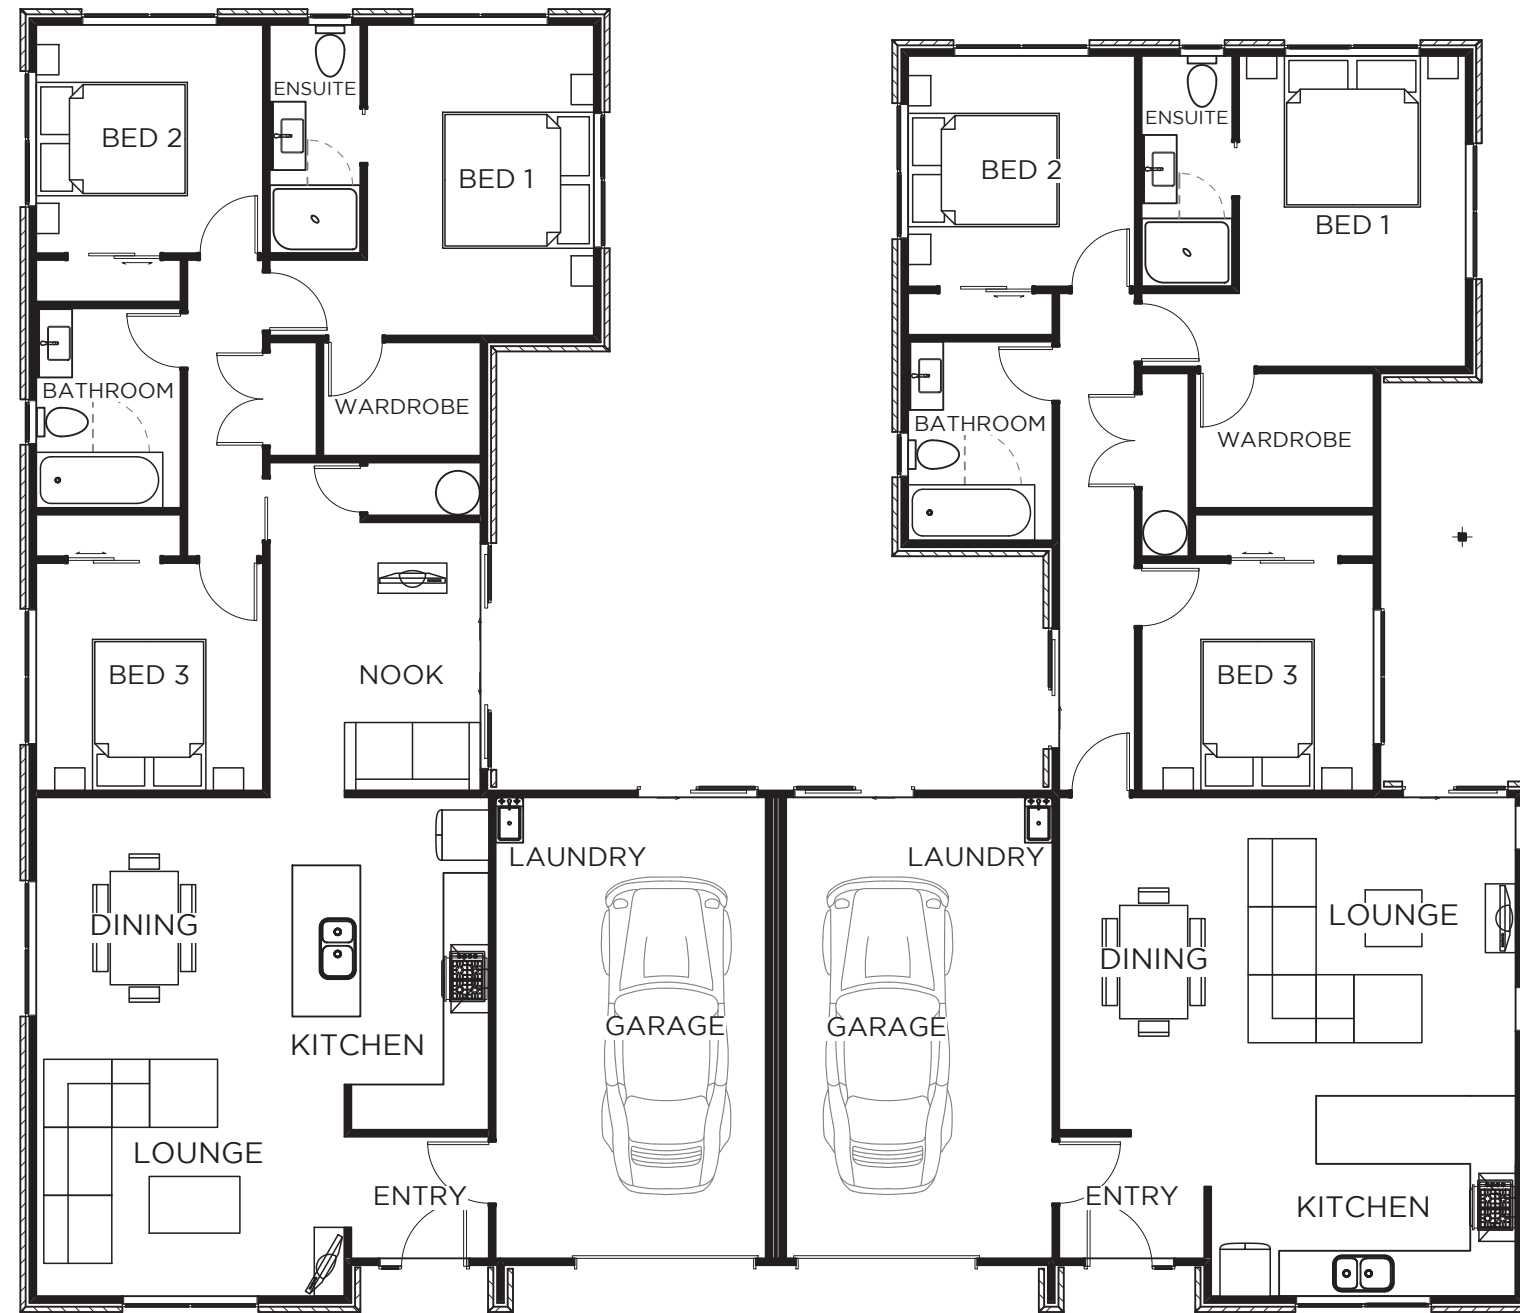 ENSUITE
BED 2
BED 1
BATHROOM
WARDROBE
BED 3
NOOK
LAUNDRY
DINING
GARAGE
KITCHEN
LOUNGE
ENTRY
ENSUITE
BED 2
BED 1
BATHROOM
WARDROBE
BED 3
LAUNDRY
LOUNGE
DINING
GARAGE
ENTRY
KITCHEN